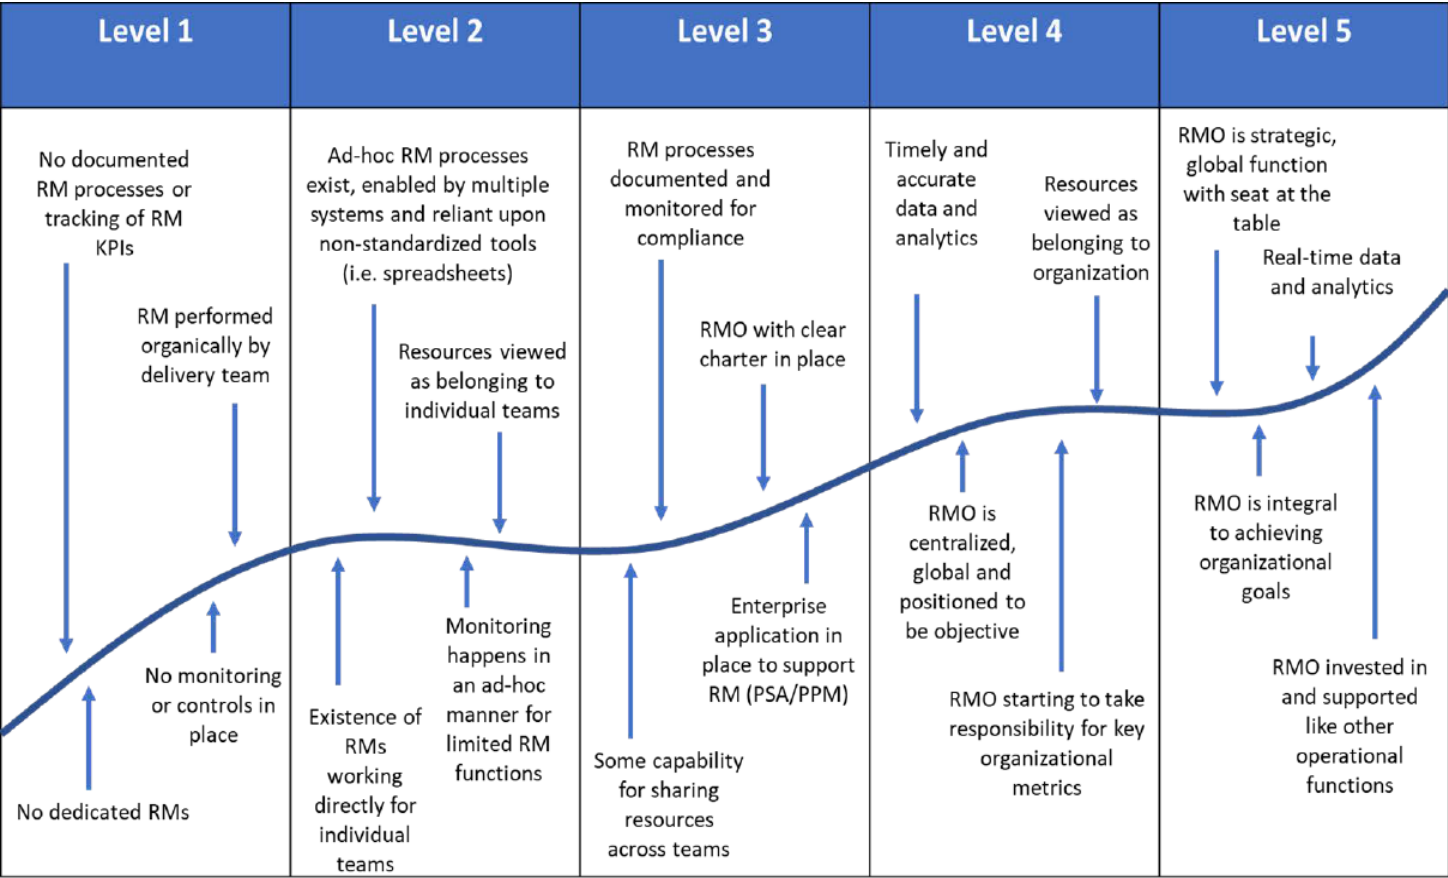 Level 1
Level 2
Level 3
Level 4
Level 5
No documented
RM processes or
tracking of RM
KPIs
RM performed
organically by
delivery team
No monitoring
or controls in
place
No dedicated RMs
Ad-hoc RM processes
exist, enabled by multiple
systems and reliant upon
non-standardized tools
(i.e. spreadsheets)
Resources viewed
as belonging to
individual teams
Existence of
RMs
working
directly for
individual
teams
Monitoring
happens in
an ad-hoc
manner for
limited RM
functions
RM processes
documented and
monitored for
compliance
RMO with clear
charter in place
Enterprise
application in
place to support
RM (PSA/PPM)
Some capability
for sharing
resources
across teams
Timely and
accurate
data and
analytics
Resources
viewed as
belonging to
organization
RMO is
centralized,
global and
positioned to
be objective
RMO starting to take
responsibility for key
organizational
metrics
RMO is strategic,
global function
with seat at the
table
Real-time data
and analytics
RMO is integral
to achieving
organizational
goals
RMO invested in
and supported
like other
operational
functions